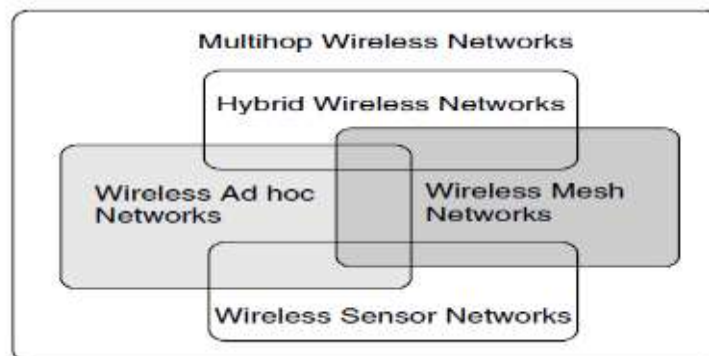 Multihop Wireless Networks
Hybrid Wireless Networks
Wireless Ad hoc
Networks
Wireless Mesh
Networks
Wireless Sensor Networks